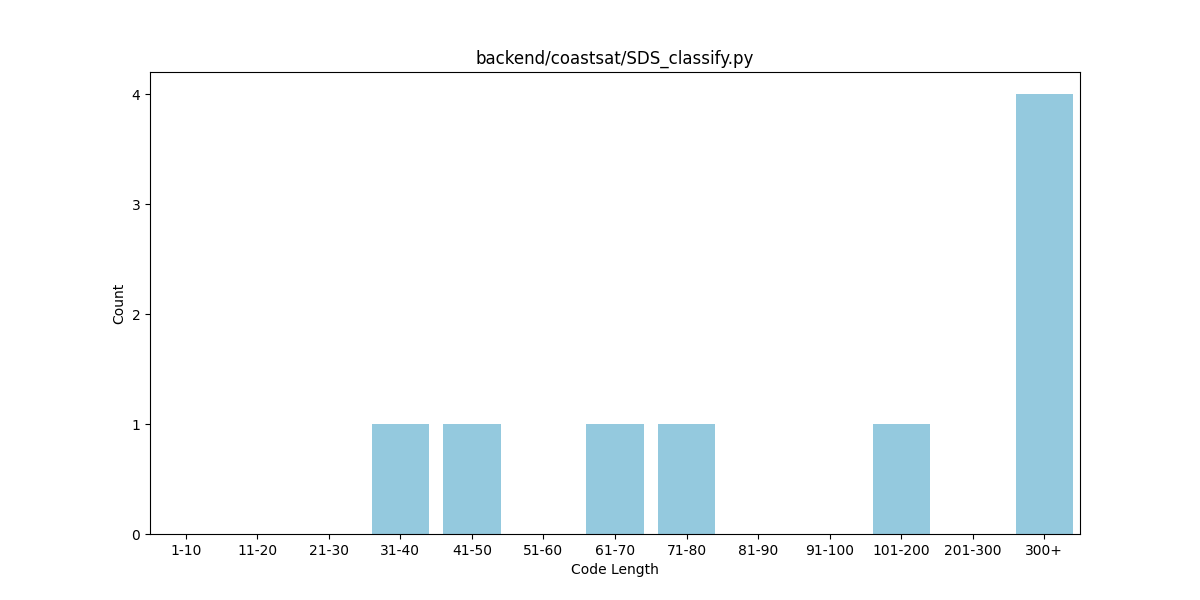 backend/coastsat/SDS_classify.py
Count
4
3
2
1
0
1-10 11-20 21-30 31-40 41-50 51-60 61-70 71-80 81-90 91-100 101-200 201-300 300+
Code Length